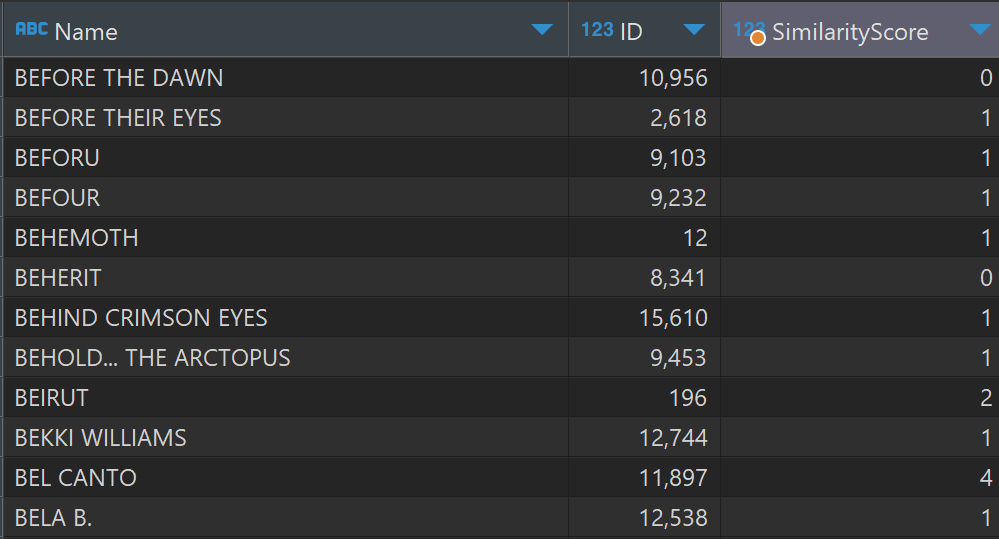 ABC Name 123 ID 123 SimilarityScore
BEFORE THE DAWN 10,956 0
BEFORE THEIR EYES 2,618 1
BEFORU 9,103 1
BEFOUR 9,232 1
BEHEMOTH 12 1
BEHERIT 8,341 0
BEHIND CRIMSON EYES 15,610 1
BEHOLD... THE ARCTOPUS 9,453 1
BEIRUT 196 2
BEKKI WILLIAMS 12,744 1
BEL CANTO 11,897 4
BELA B. 12,538 1